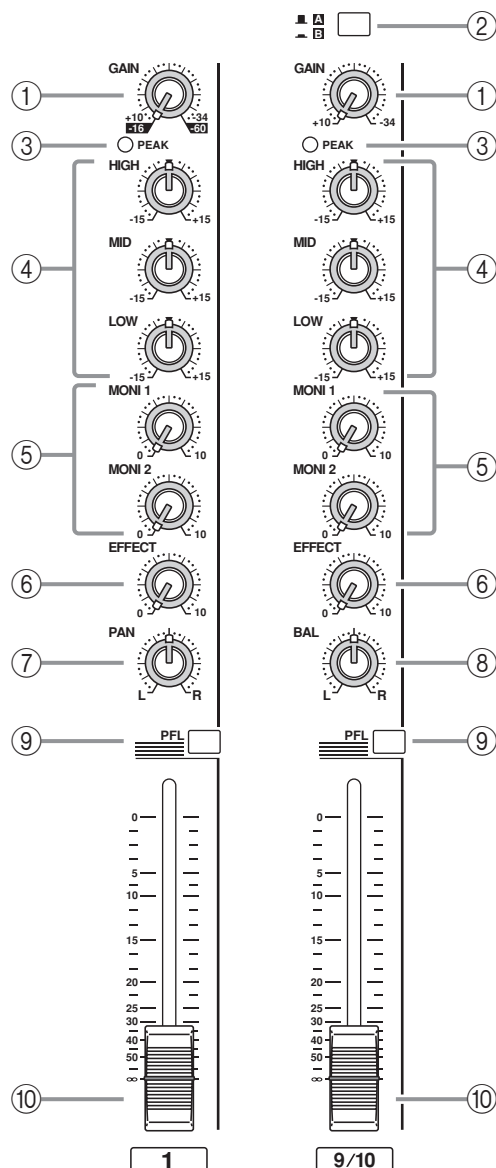 A
B
②
GAIN GAIN
① ①
+10 -34 +10 -34
-16 -60
③ PEAK PEAK ③
HIGH HIGH
-15 +15 -15 +15
④ MID MID ④
-15 +15 -15 +15
LOW LOW
-15 +15 -15 +15
MONI 1 MONI 1
0 10 0 10
⑤ ⑤
MONI 2 MONI 2
0 10 0 10
EFFECT EFFECT
⑥ ⑥
0 10 0 10
PAN BAL
⑦ ⑧
L R L R
⑨ PFL PFL ⑨
0 0
5 5
10 10
15 15
20 20
25 25
30 30
40 40
50 50
∞ ∞
⑩ ⑩
1 9/10